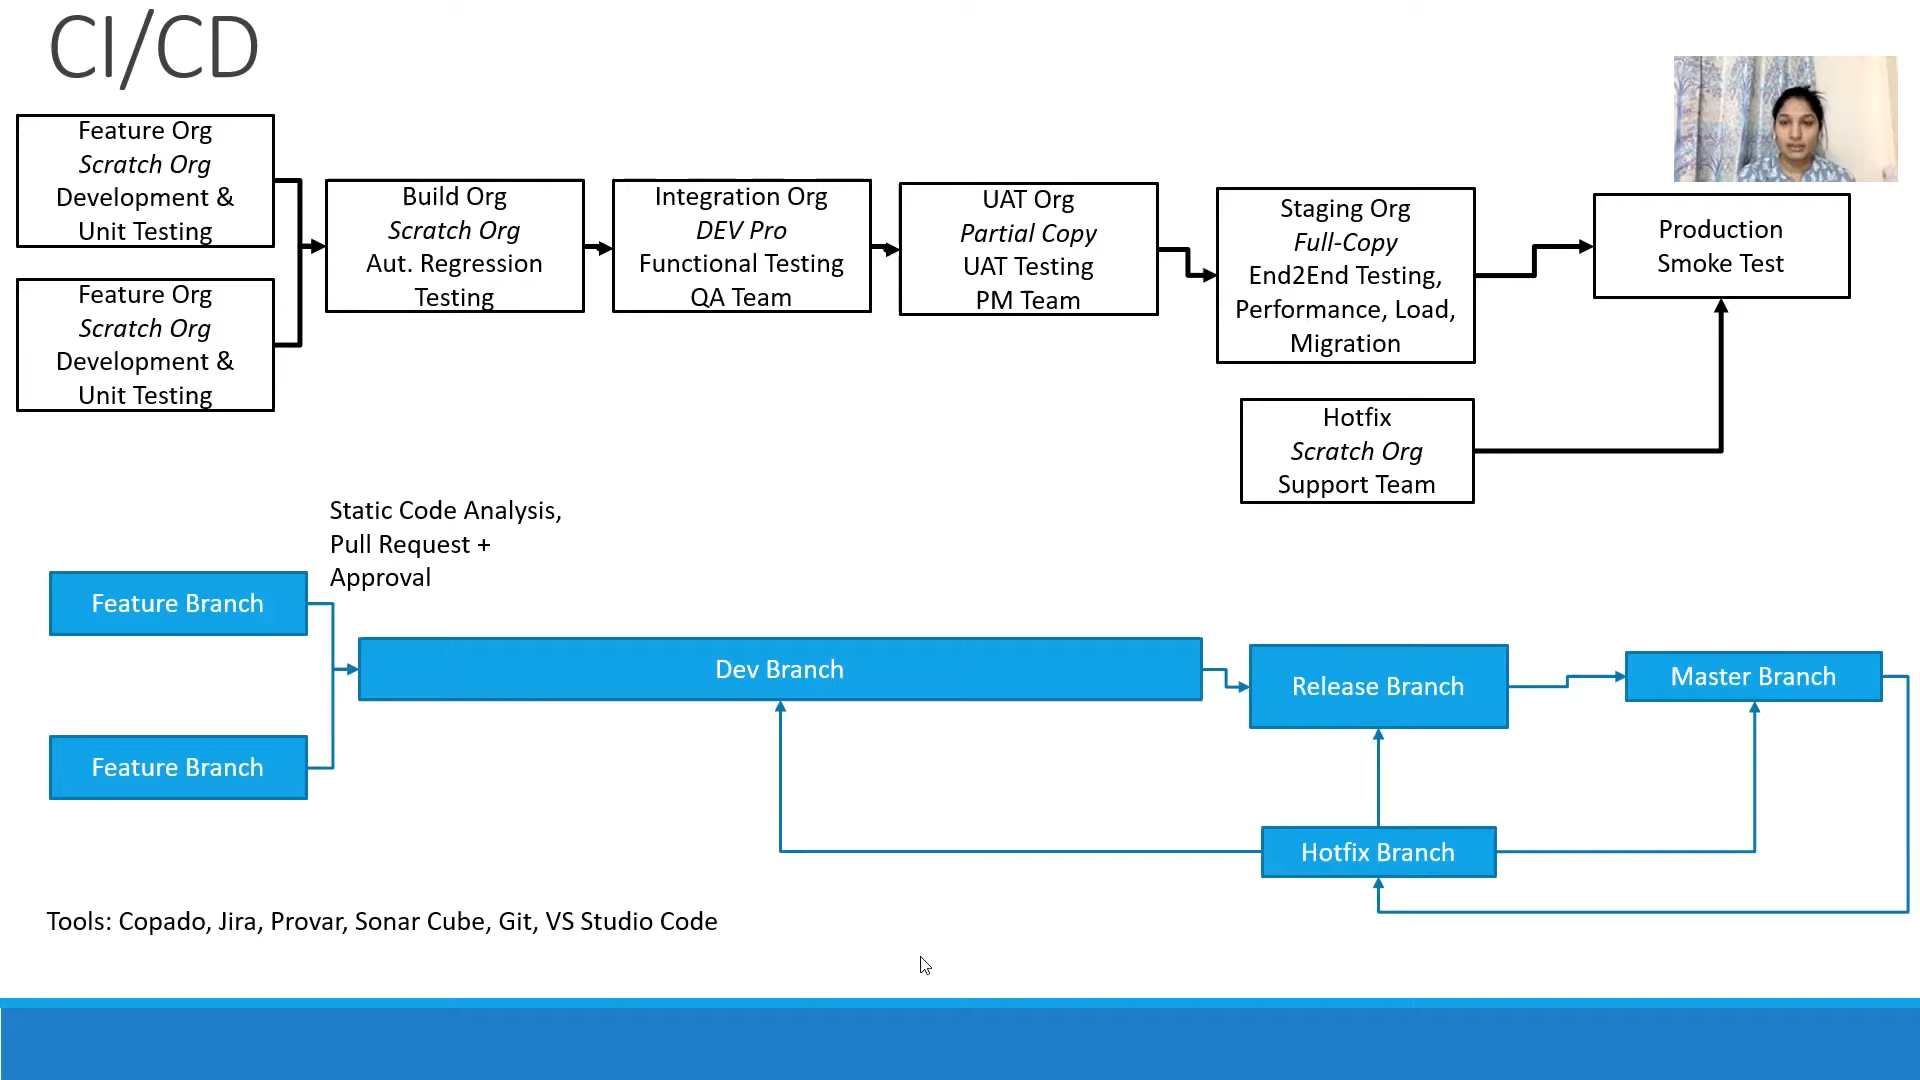 CI/CD
Feature Org
Scratch Org
Development &
Unit Testing
Feature Org
Scratch Org
Development &
Unit Testing
Build Org
Scratch Org
Aut. Regression
Testing
Integration Org
DEV Pro
Functional Testing
QA Team
UAT Org
Partial Copy
UAT Testing
PM Team
Staging Org
Full-Copy
End2End Testing,
Performance, Load,
Migration
Production
Smoke Test
Hotfix
Scratch Org
Support Team
Static Code Analysis,
Pull Request +
Approval
Feature Branch
Feature Branch
Dev Branch
Release Branch
Master Branch
Hotfix Branch
Tools: Copado, Jira, Provar, Sonar Cube, Git, VS Studio Code